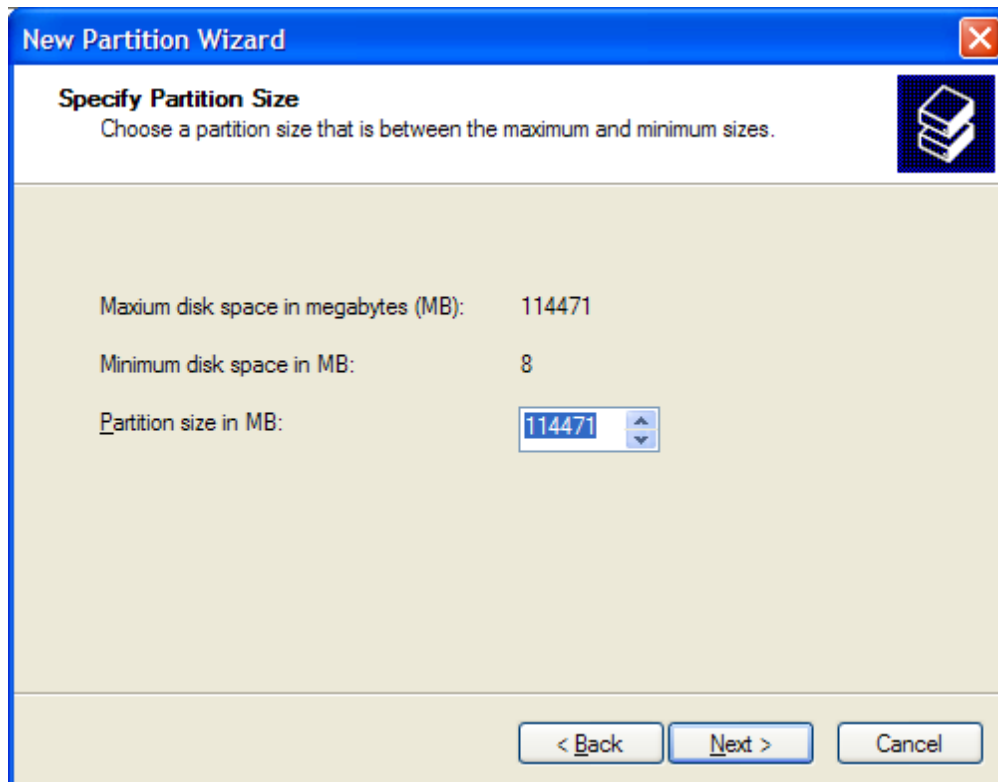 New Partition Wizard
Specify Partition Size
Choose a partition size that is between the maximum and minimum sizes.
Maxium disk space in megabytes (MB): 114471
Minimum disk space in MB: 8
Partition size in MB: 114471
< Back Next > Cancel